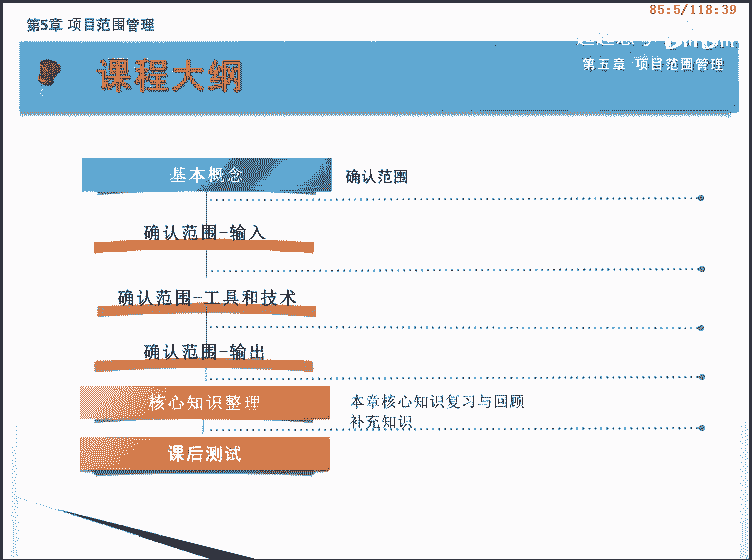 85:5/118:39
第5章 项目范围管理
课程大纲
第五章 项目范围管理
基本概念
确认范围
确认范围-输入
确认范围-工具和技术
确认范围-输出
核心知识整理
本章核心知识复习与回顾
补充知识
课后测试